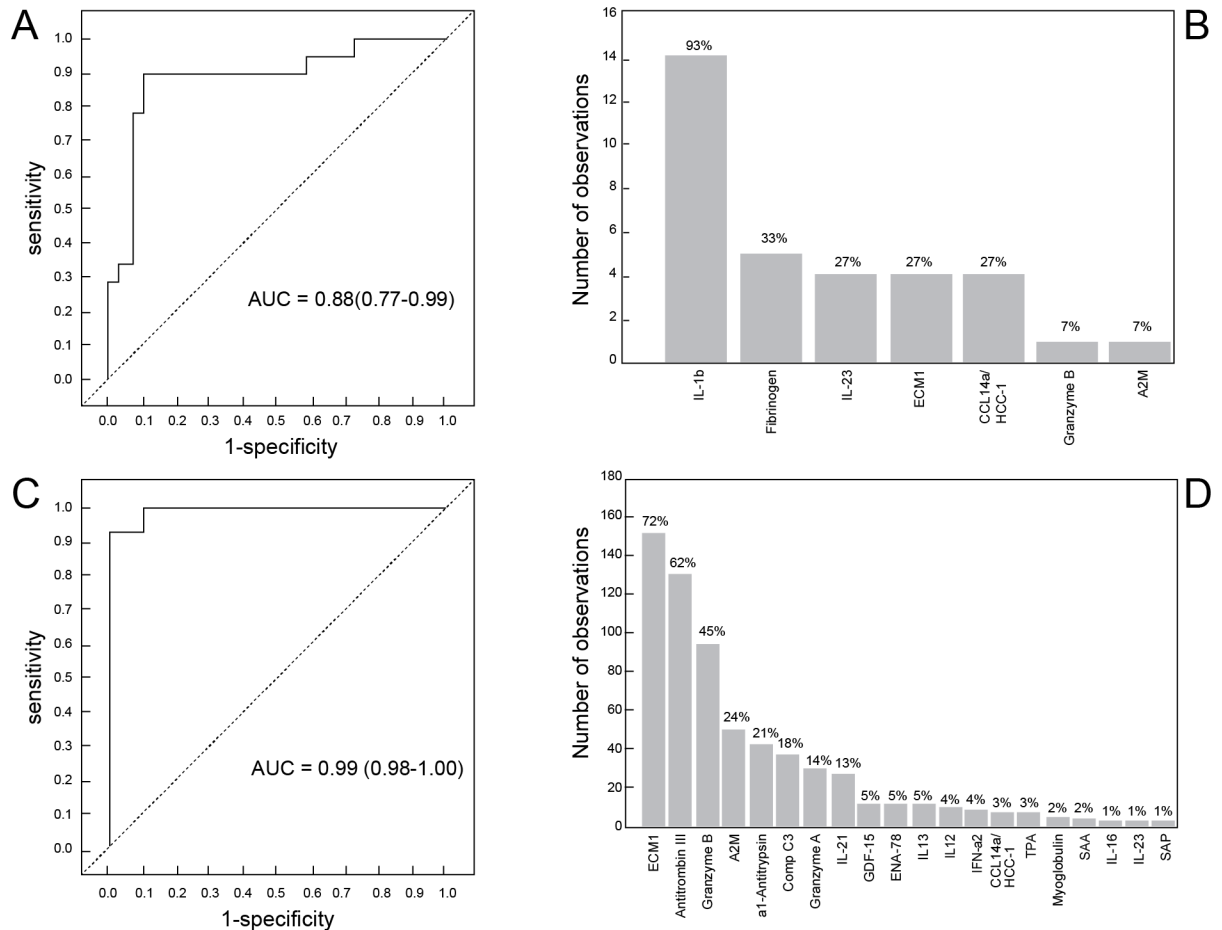 A
1.0
0.9
0.8
0.7
0.6
0.5
0.4
0.3
0.2
0.1
0.0
sensitivity
AUC = 0.88(0.77-0.99)
0.0 0.1 0.2 0.3 0.4 0.5 0.6 0.7 0.8 0.9 1.0
1-specificity
B
16
14
12
10
8
6
4
2
0
Number of observations
93%
33%
27%
27%
27%
7%
7%
IL-1b
Fibrinogen
IL-23
ECM1
CCL14a/
HCC-1
Granzyme B
A2M
C
1.0
0.9
0.8
0.7
0.6
0.5
0.4
0.3
0.2
0.1
0.0
sensitivity
AUC = 0.99 (0.98-1.00)
0.1 0.2 0.3 0.4 0.5 0.6 0.7 0.8 0.9 1.0
1-specificity
D
180
160
140
120
100
80
60
40
20
0
Number of observations
72%
62%
45%
24%
21%
18%
14%
13%
5%
5%
5%
4%
4%
3%
3%
2%
2%
1%
1%
1%
ECM1
Antitrombin III
Granzyme B
A2M
a1-Antitrypsin
Comp C3
Granzyme A
IL-21
GDF-15
ENA-78
IL13
IL12
IFN-a2
CCL14a/
HCC-1
TPA
Myoglobulin
SAA
IL-16
IL-23
SAP